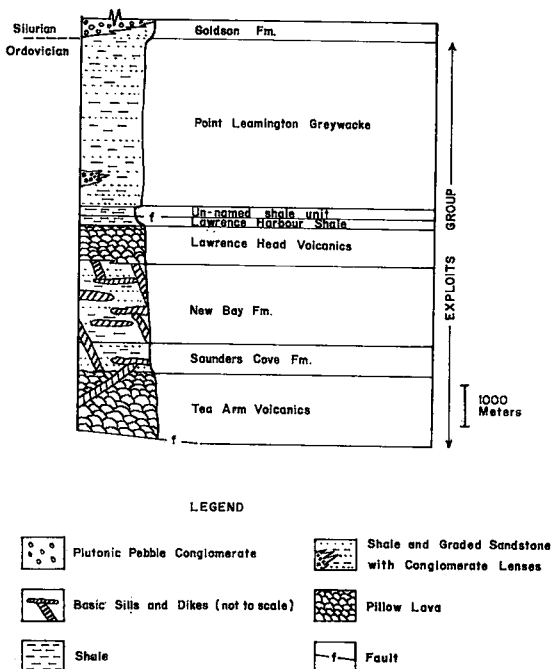 Silurian
Ordovician
Goldson Fm.
Point Leamington Greywacke
f
Un-named shale unit
Lawrence Harbour Shale
Lawrence Head Volcanics
New Bay Fm.
Saunders Cove Fm.
Tea Arm Volcanics
f
EXPLOITS GROUP
1000
Meters
LEGEND
Plutonic Pebble Conglomerate
Shale and Graded Sandstone
with Conglomerate Lenses
Basic Sills and Dikes (not to scale)
Pillow Lava
Shale
f
Fault